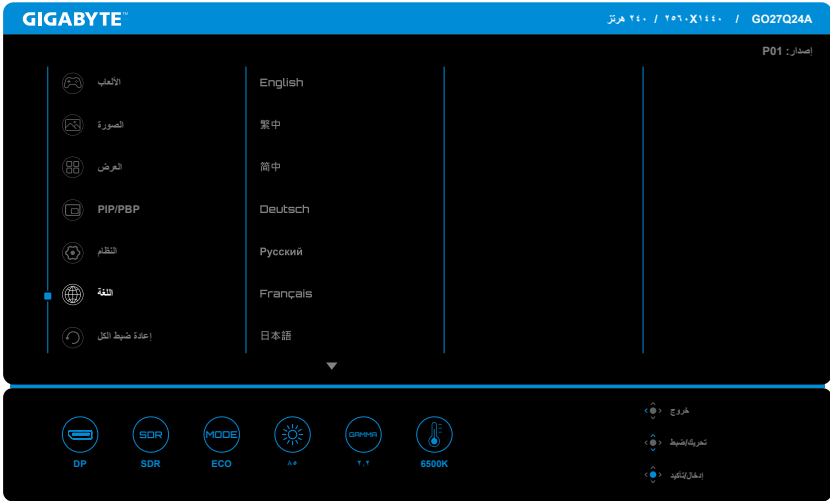 GIGABYTE™
٢٥٦٠X١٤٤٠ / ٢٤٠ هرتز / GO27Q24A
إصدار: P01
الألعاب
English
الصورة
繁中
العرض
简中
PIP/PBP
Deutsch
النظام
Русский
اللغة
Français
إعادة ضبط الكل
日本語
خروج
تحريك/ضبط
إدخال/تأكيد
SDR
MODE
GAMMA
DP
SDR
ECO
٨٥
٢,٢
6500K